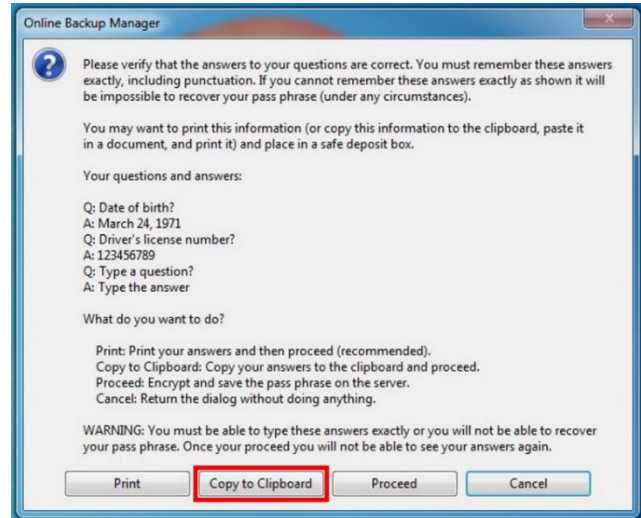 Online Backup Manager
Please verify that the answers to your questions are correct. You must remember these answers
exactly, including punctuation. If you cannot remember these answers exactly as shown it will
be impossible to recover your pass phrase (under any circumstances).
You may want to print this information (or copy this information to the clipboard, paste it
in a document, and print it) and place in a safe deposit box.
Your questions and answers:
Q: Date of birth?
A: March 24, 1971
Q: Driver's license number?
A: 123456789
Q: Type a question?
A: Type the answer
What do you want to do?
Print: Print your answers and then proceed (recommended).
Copy to Clipboard: Copy your answers to the clipboard and proceed.
Proceed: Encrypt and save the pass phrase on the server.
Cancel: Return the dialog without doing anything.
WARNING: You must be able to type these answers exactly or you will not be able to recover
your pass phrase. Once your proceed you will not be able to see your answers again.
Print Copy to Clipboard Proceed Cancel